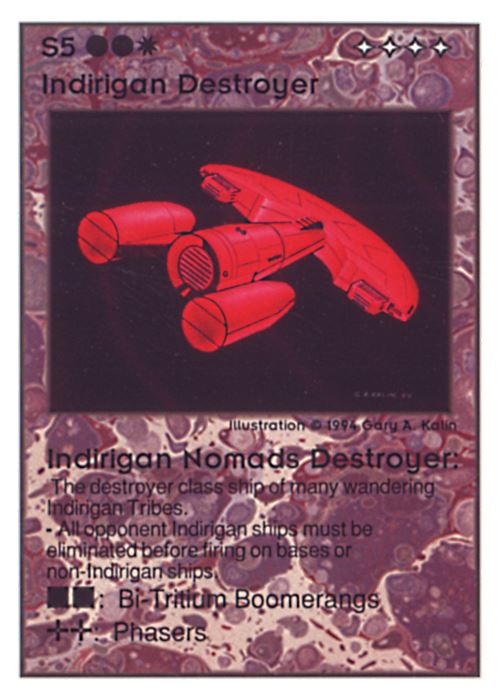 S5
Indirigan Destroyer
Illustration © 1994 Gary A. Kalin
Indirigan Nomads Destroyer:
The destroyer class ship of many wandering
Indirigan Tribes.
- All opponent Indirigan ships must be
eliminated before firing on bases or
non-Indirigan ships.
: Bi-Tritium Boomerangs
: Phasers